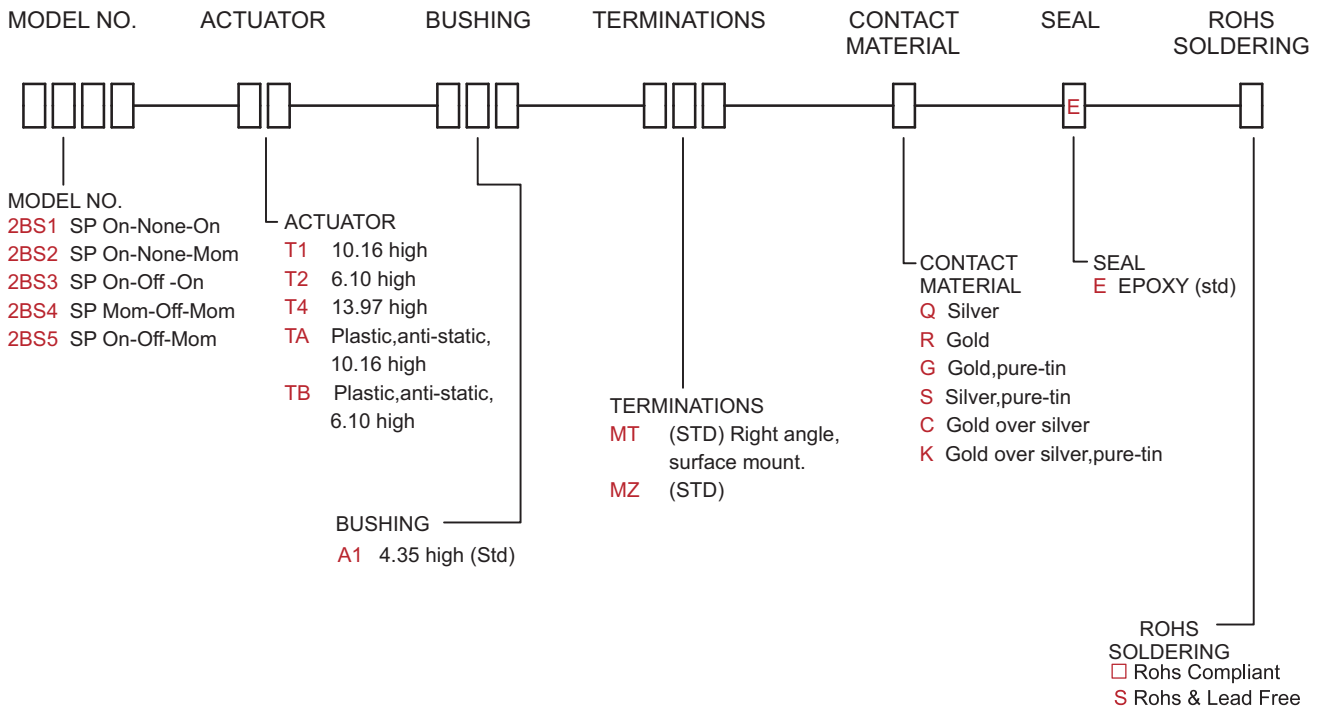 MODEL NO.
ACTUATOR
BUSHING
TERMINATIONS
CONTACT
MATERIAL
SEAL
ROHS
SOLDERING
E
MODEL NO.
2BS1 SP On-None-On
2BS2 SP On-None-Mom
2BS3 SP On-Off -On
2BS4 SP Mom-Off-Mom
2BS5 SP On-Off-Mom
ACTUATOR
T1 10.16 high
T2 6.10 high
T4 13.97 high
TA Plastic,anti-static,
10.16 high
TB Plastic,anti-static,
6.10 high
BUSHING
A1 4.35 high (Std)
TERMINATIONS
MT (STD) Right angle,
surface mount.
MZ (STD)
CONTACT
MATERIAL
Q Silver
R Gold
G Gold,pure-tin
S Silver,pure-tin
C Gold over silver
K Gold over silver,pure-tin
SEAL
E EPOXY (std)
ROHS
SOLDERING
□ Rohs Compliant
S Rohs & Lead Free